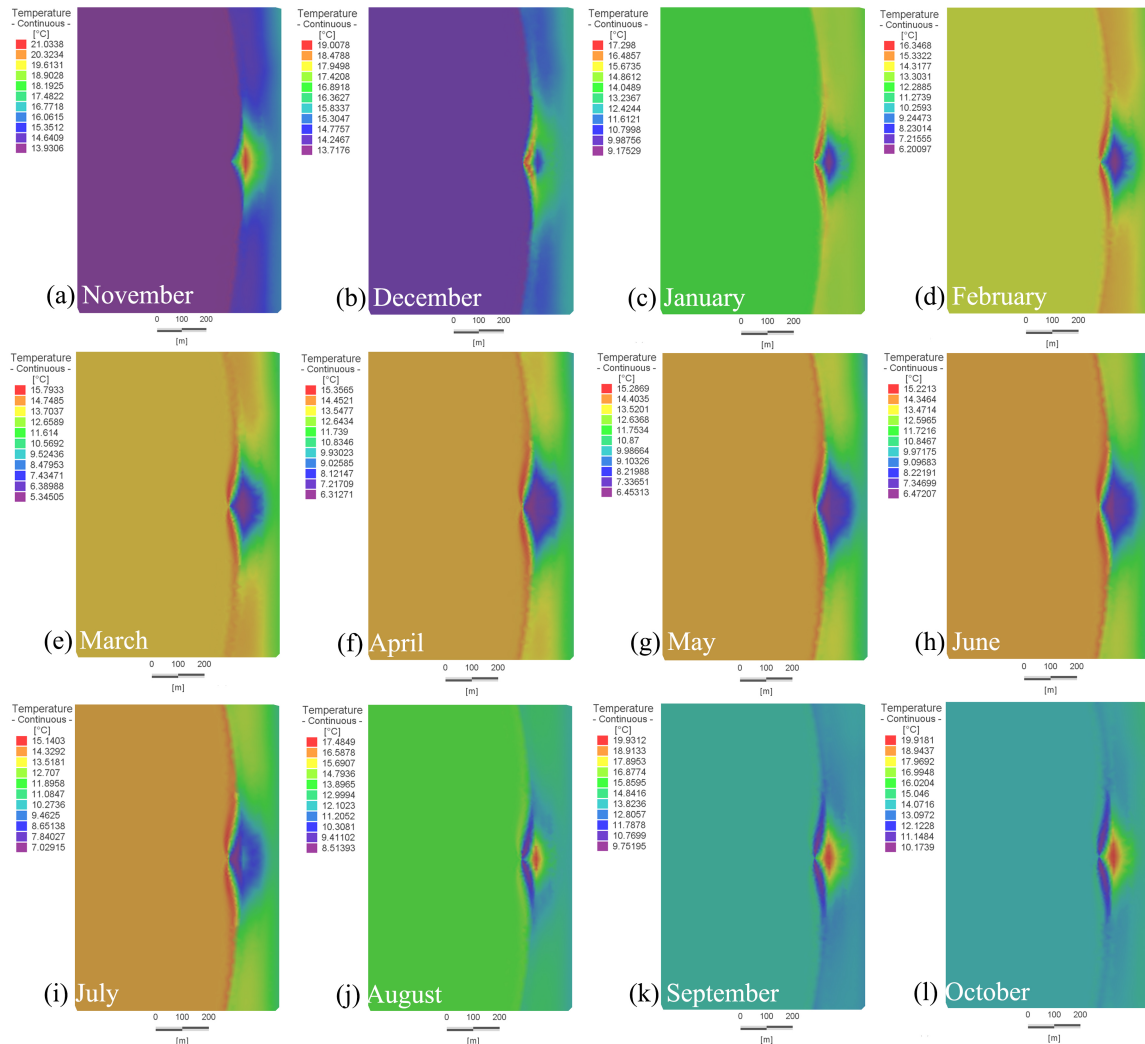 Temperature
- Continuous -
[°C]
21.0338
20.3234
19.6131
18.9028
18.1925
17.4822
16.7718
16.0615
15.3512
14.6409
13.9306
(a) November
0 100 200
[m]
Temperature
- Continuous -
[°C]
19.0078
18.4788
17.9498
17.4208
16.8918
16.3627
15.8337
15.3047
14.7757
14.2467
13.7176
(b) December
0 100 200
[m]
Temperature
- Continuous -
[°C]
17.298
16.4857
15.6735
14.8612
14.0489
13.2367
12.4244
11.6121
10.7998
9.98756
9.17529
(c) January
0 100 200
[m]
Temperature
- Continuous -
[°C]
16.3468
15.3322
14.3177
13.3031
12.2885
11.2739
10.2593
9.24473
8.23014
7.21555
6.20097
(d) February
0 100 200
[m]
Temperature
- Continuous -
[°C]
15.7933
14.7485
13.7037
12.6589
11.614
10.5692
9.52436
8.47953
7.43471
6.38988
5.34505
(e) March
0 100 200
[m]
Temperature
- Continuous -
[°C]
15.3565
14.4521
13.5477
12.6434
11.739
10.8346
9.93023
9.02585
8.12147
7.21709
6.31271
(f) April
0 100 200
[m]
Temperature
- Continuous -
[°C]
15.2869
14.4035
13.5201
12.6368
11.7534
10.87
9.98664
9.10326
8.21988
7.33651
6.45313
(g) May
0 100 200
[m]
Temperature
- Continuous -
[°C]
15.2213
14.3464
13.4714
12.5965
11.7216
10.8467
9.97175
9.09683
8.22191
7.34699
6.47207
(h) June
0 100 200
[m]
Temperature
- Continuous -
[°C]
15.1403
14.3292
13.5181
12.707
11.8958
11.0847
10.2736
9.4625
8.65138
7.84027
7.02915
(i) July
0 100 200
[m]
Temperature
- Continuous -
[°C]
17.4849
16.5878
15.6907
14.7936
13.8965
12.9994
12.1023
11.2052
10.3081
9.41102
8.51393
(j) August
0 100 200
[m]
Temperature
- Continuous -
[°C]
19.9312
18.9133
17.8953
16.8774
15.8595
14.8416
13.8236
12.8057
11.7878
10.7699
9.75195
(k) September
0 100 200
[m]
Temperature
- Continuous -
[°C]
19.9181
18.9437
17.9692
16.9948
16.0204
15.046
14.0716
13.0972
12.1228
11.1484
10.1739
(l) October
0 100 200
[m]